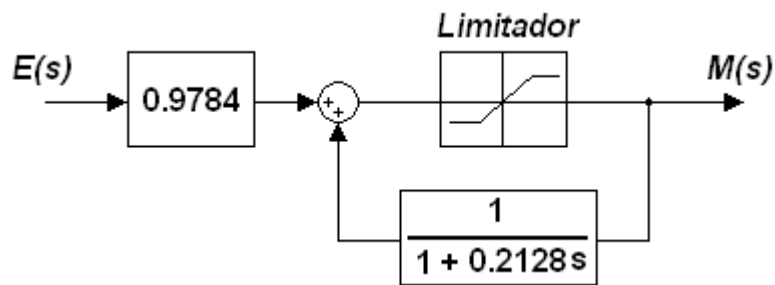 Limitador
E(s)
0.9784
+
+
M(s)
1
1 + 0.2128s